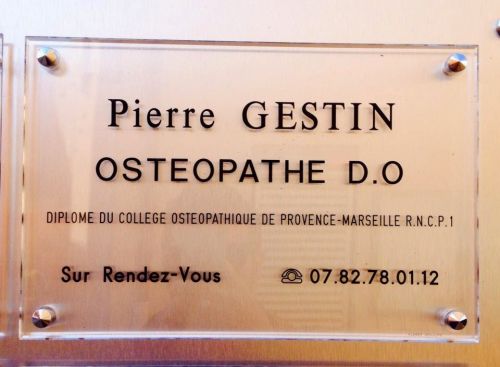 Pierre GESTIN
OSTEOPATHE D.O
DIPLOME DU COLLEGE OSTEOPATHIQUE DE PROVENCE-MARSEILLE R.N.C.P.1
Sur Rendez-Vous ☎ 07.82.78.01.12